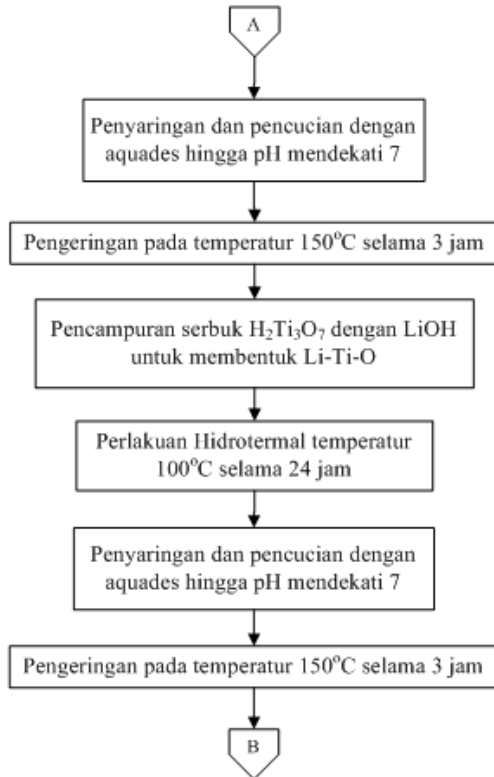 A
Penyaringan dan pencucian dengan
aquades hingga pH mendekati 7
Pengeringan pada temperatur 150°C selama 3 jam
Pencampuran serbuk H₂Ti₃O₇ dengan LiOH
untuk membentuk Li-Ti-O
Perlakuan Hidrotermal temperatur
100°C selama 24 jam
Penyaringan dan pencucian dengan
aquades hingga pH mendekati 7
Pengeringan pada temperatur 150°C selama 3 jam
B